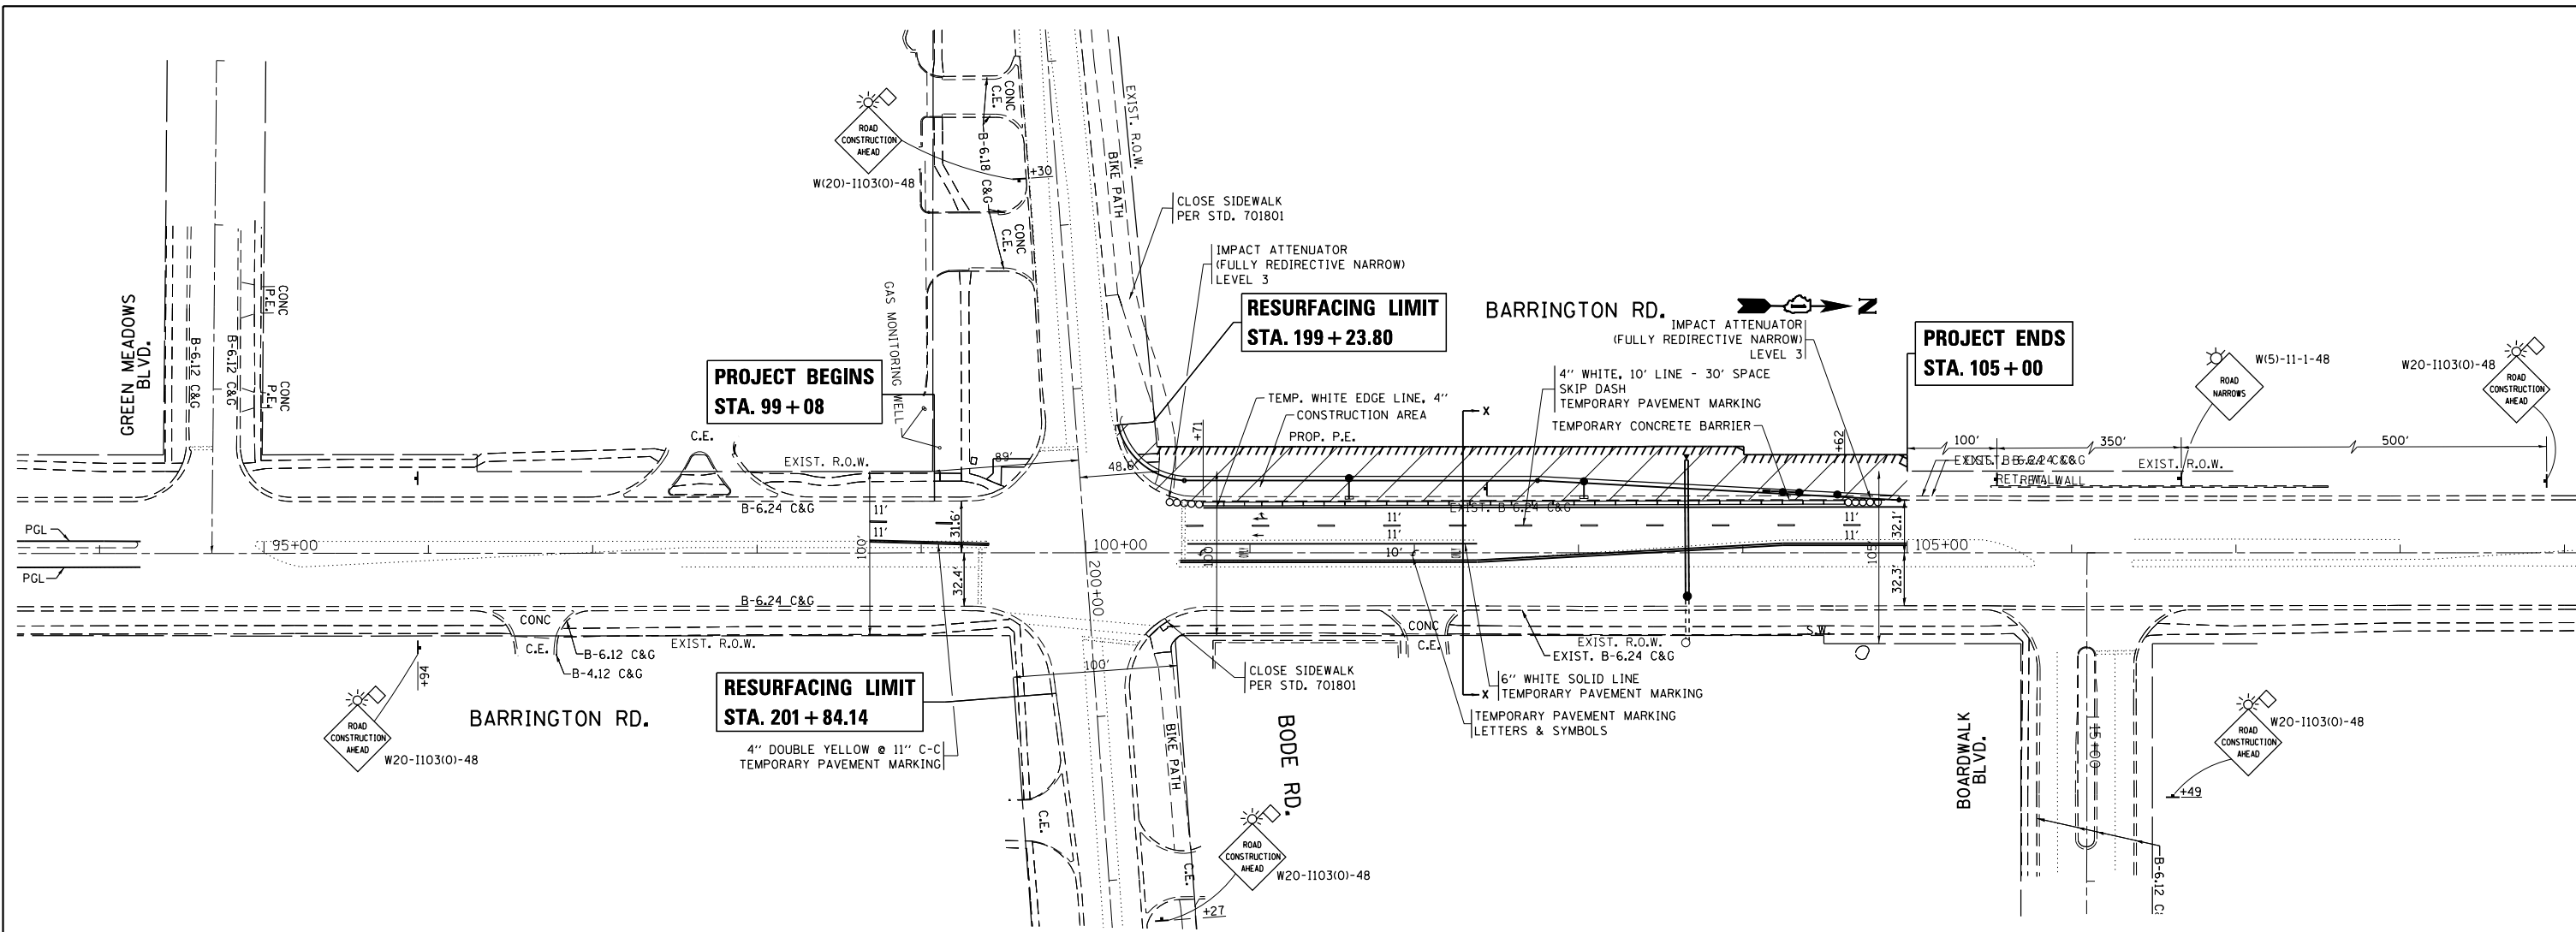 GREEN MEADOWS
BLVD.
B-6.12 C&G
B-6.12 C&G
CONC
P.E.
CONC
P.E.
ROAD
CONSTRUCTION
AHEAD
W(20)-I103(0)-48
+30
CONC
C.E.
B-6.18 C&G
CONC
C.E.
GAS MONITORING WELL
EXIST. R.O.W.
BIKE PATH
CLOSE SIDEWALK
PER STD. 701801
IMPACT ATTENUATOR
(FULLY REDIRECTIVE NARROW)
LEVEL 3
RESURFACING LIMIT
STA. 199+23.80
BARRINGTON RD.
N
IMPACT ATTENUATOR
(FULLY REDIRECTIVE NARROW)
LEVEL 3
PROJECT ENDS
STA. 105+00
PROJECT BEGINS
STA. 99+08
TEMP. WHITE EDGE LINE, 4"
CONSTRUCTION AREA
PROP. P.E.
4" WHITE, 10' LINE - 30' SPACE
SKIP DASH
TEMPORARY PAVEMENT MARKING
TEMPORARY CONCRETE BARRIER
X
+71
+62
ROAD
NARROWS
W(5)-11-1-48
W20-I103(0)-48
ROAD
CONSTRUCTION
AHEAD
100'
350'
500'
C.E.
EXIST. R.O.W.
89'
48.6'
EXIST. B-6.24 C&G
EXIST. R.O.W.
RET. WALL
B-6.24 C&G
11'
11'
31.6'
100'
32.4'
EXIST. B-6.24 C&G
11'
11'
10'
100'
11'
11'
32.1'
32.3'
105'
PGL
PGL
95+00
100+00
200+00
105+00
B-6.24 C&G
CONC
C.E.
B-6.12 C&G
B-4.12 C&G
EXIST. R.O.W.
+94
ROAD
CONSTRUCTION
AHEAD
W20-I103(0)-48
BARRINGTON RD.
RESURFACING LIMIT
STA. 201+84.14
4" DOUBLE YELLOW @ 11" C-C
TEMPORARY PAVEMENT MARKING
100'
CLOSE SIDEWALK
PER STD. 701801
CONC
C.E.
EXIST. R.O.W.
EXIST. B-6.24 C&G
S.W.
X
6" WHITE SOLID LINE
TEMPORARY PAVEMENT MARKING
TEMPORARY PAVEMENT MARKING
LETTERS & SYMBOLS
BODE RD.
BIKE PATH
C.E.
C.E.
ROAD
CONSTRUCTION
AHEAD
W20-I103(0)-48
+27
BOARDWALK
BLVD.
15+00
+49
ROAD
CONSTRUCTION
AHEAD
W20-I103(0)-48
B-6.12